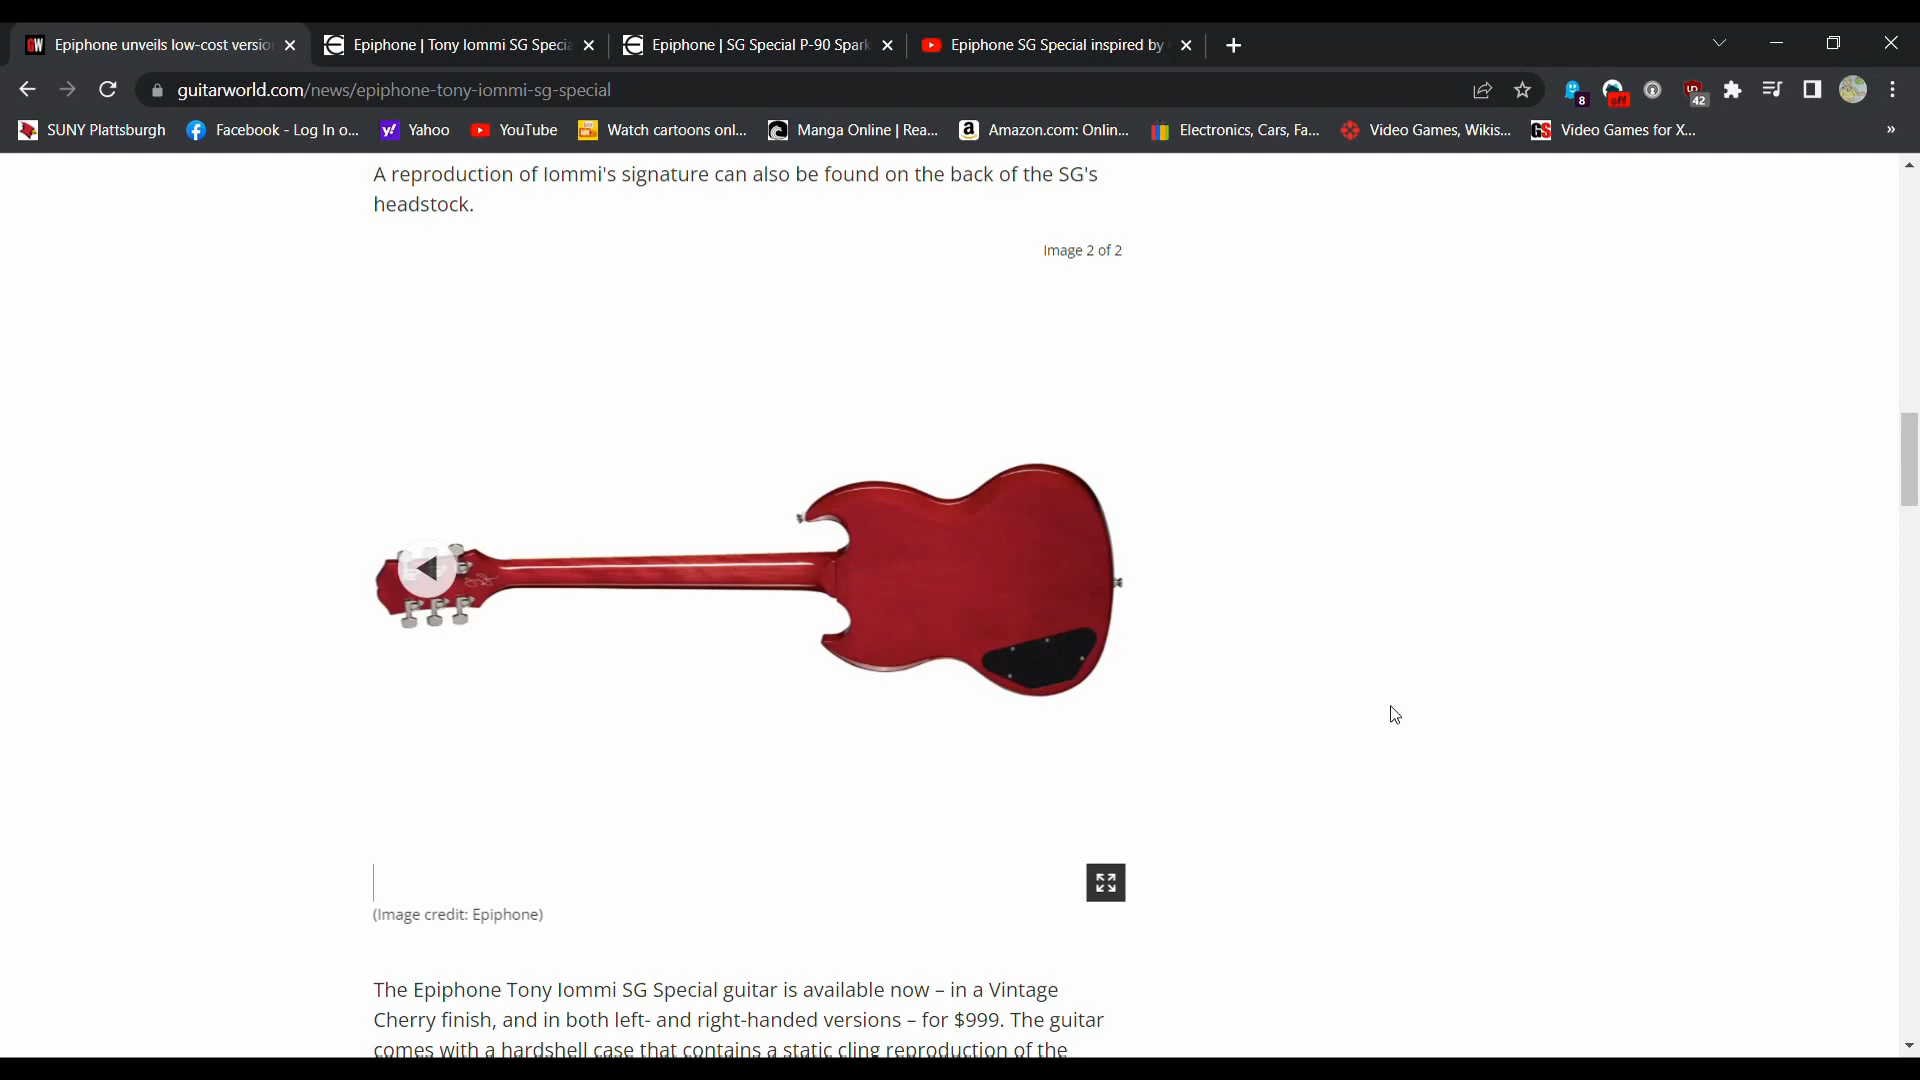 GW Epiphone unveils low-cost versio
Epiphone | Tony Iommi SG Specia
Epiphone | SG Special P-90 Spark
Epiphone SG Special inspired by
guitarworld.com/news/epiphone-tony-iommi-sg-special
8
off
42
SUNY Plattsburgh
Facebook - Log In o...
Yahoo
YouTube
Watch cartoons onl...
Manga Online | Rea...
Amazon.com: Onlin...
Electronics, Cars, Fa...
Video Games, Wikis...
GS Video Games for X...
»
A reproduction of Iommi's signature can also be found on the back of the SG's
headstock.
Image 2 of 2
(Image credit: Epiphone)
The Epiphone Tony Iommi SG Special guitar is available now – in a Vintage
Cherry finish, and in both left- and right-handed versions – for $999. The guitar
comes with a hardshell case that contains a static cling reproduction of the